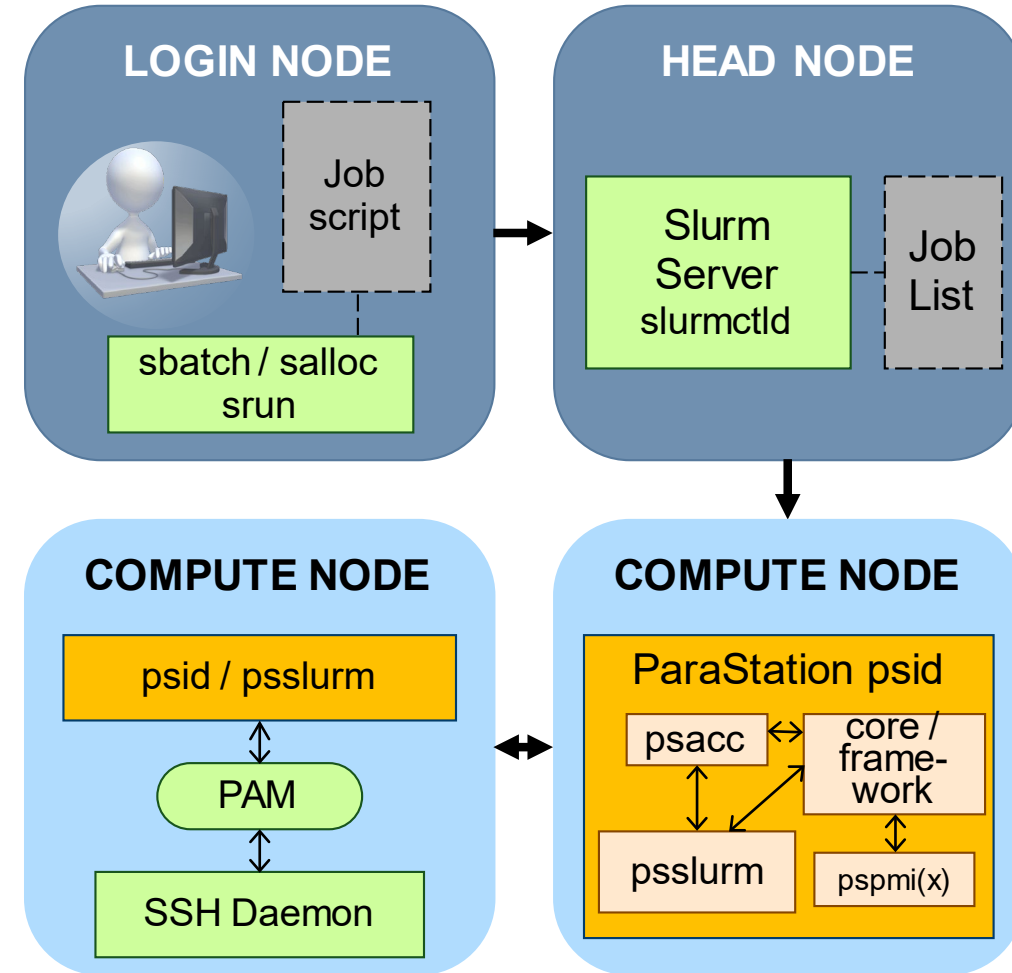 LOGIN NODE
Job
script
sbatch / salloc
srun
HEAD NODE
Slurm
Server
slurmctld
Job
List
COMPUTE NODE
psid / psslurm
PAM
SSH Daemon
COMPUTE NODE
ParaStation psid
psacc
core /
frame-
work
psslurm
pspmi(x)